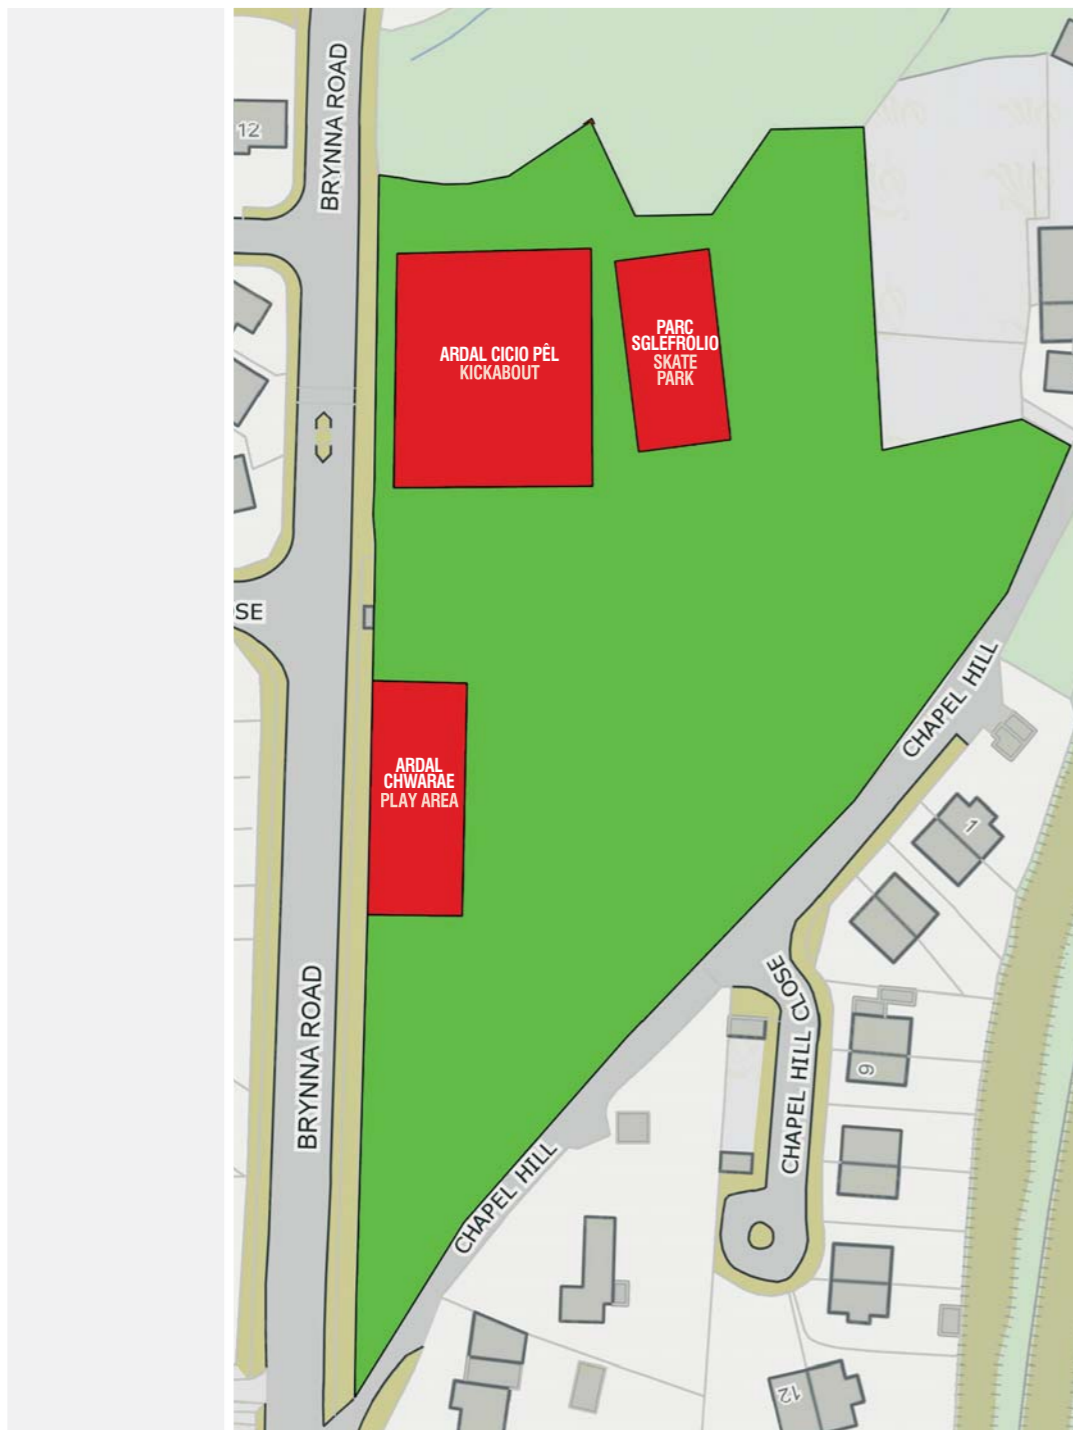 BRYNNA ROAD
12
ARDAL CICIO PÊL
KICKABOUT
PARC
SGLEFROLIO
SKATE
PARK
OSE
CHAPEL HILL
ARDAL
CHWARAE
PLAY AREA
1
BRYNNA ROAD
CHAPEL HILL CLOSE
9
CHAPEL HILL
12